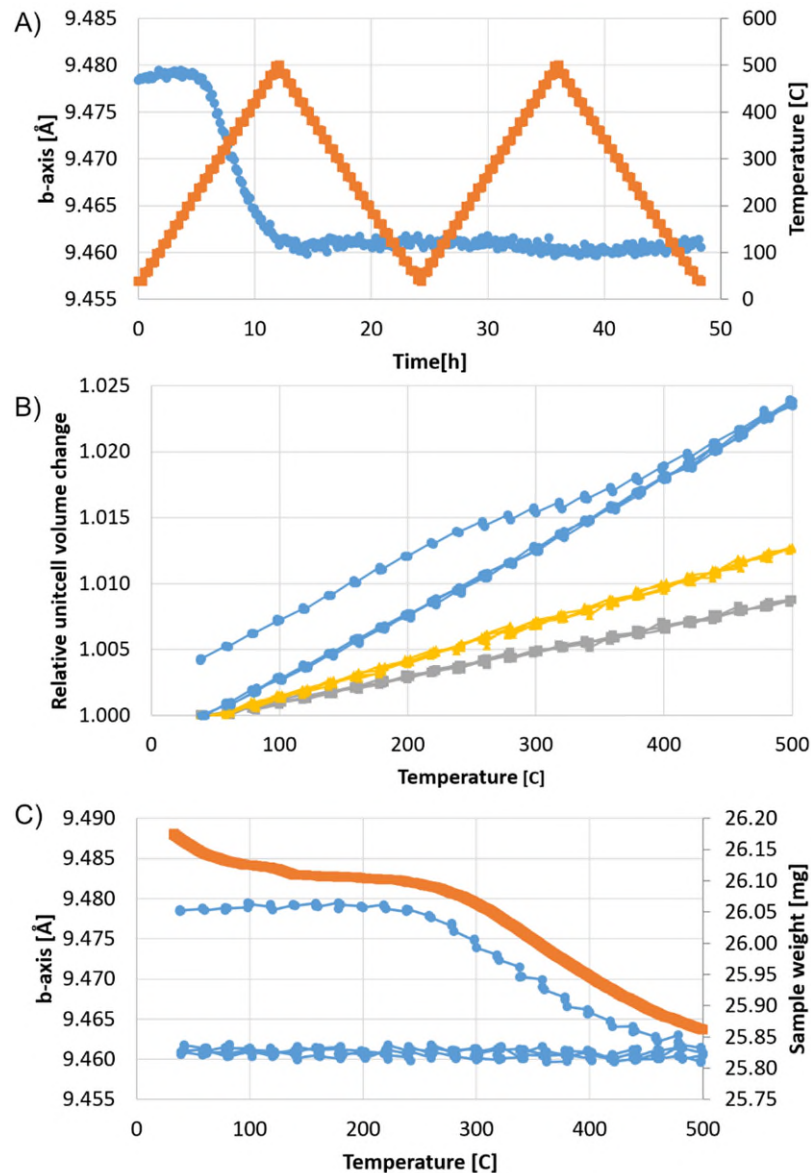 A)
9.485
9.480
9.475
9.470
9.465
9.460
9.455
b-axis [Å]
600
500
400
300
200
100
0
Temperature [C]
0 10 20 30 40 50
Time[h]
B)
1.025
1.020
1.015
1.010
1.005
1.000
Relative unitcell volume change
0 100 200 300 400 500
Temperature [C]
C)
9.490
9.485
9.480
9.475
9.470
9.465
9.460
9.455
b-axis [Å]
26.20
26.15
26.10
26.05
26.00
25.95
25.90
25.85
25.80
25.75
Sample weight [mg]
0 100 200 300 400 500
Temperature [C]